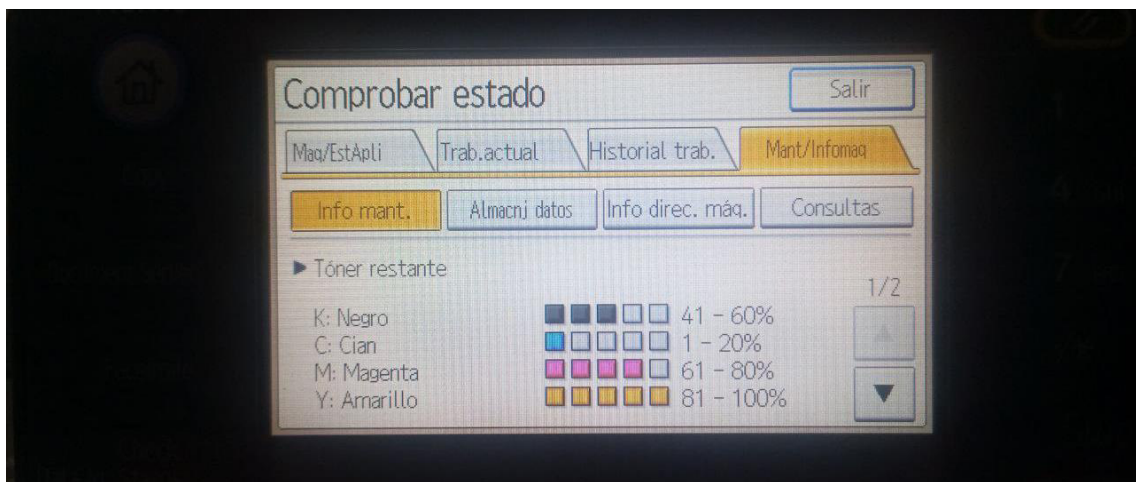 Comprobar estado
Salir
Maq/EstApli
Trab.actual
Historial trab.
Mant/Infomaq
Info mant.
Almacnj datos
Info direc. máq.
Consultas
Tóner restante
1/2
K: Negro 41 - 60%
C: Cian 1 - 20%
M: Magenta 61 - 80%
Y: Amarillo 81 - 100%